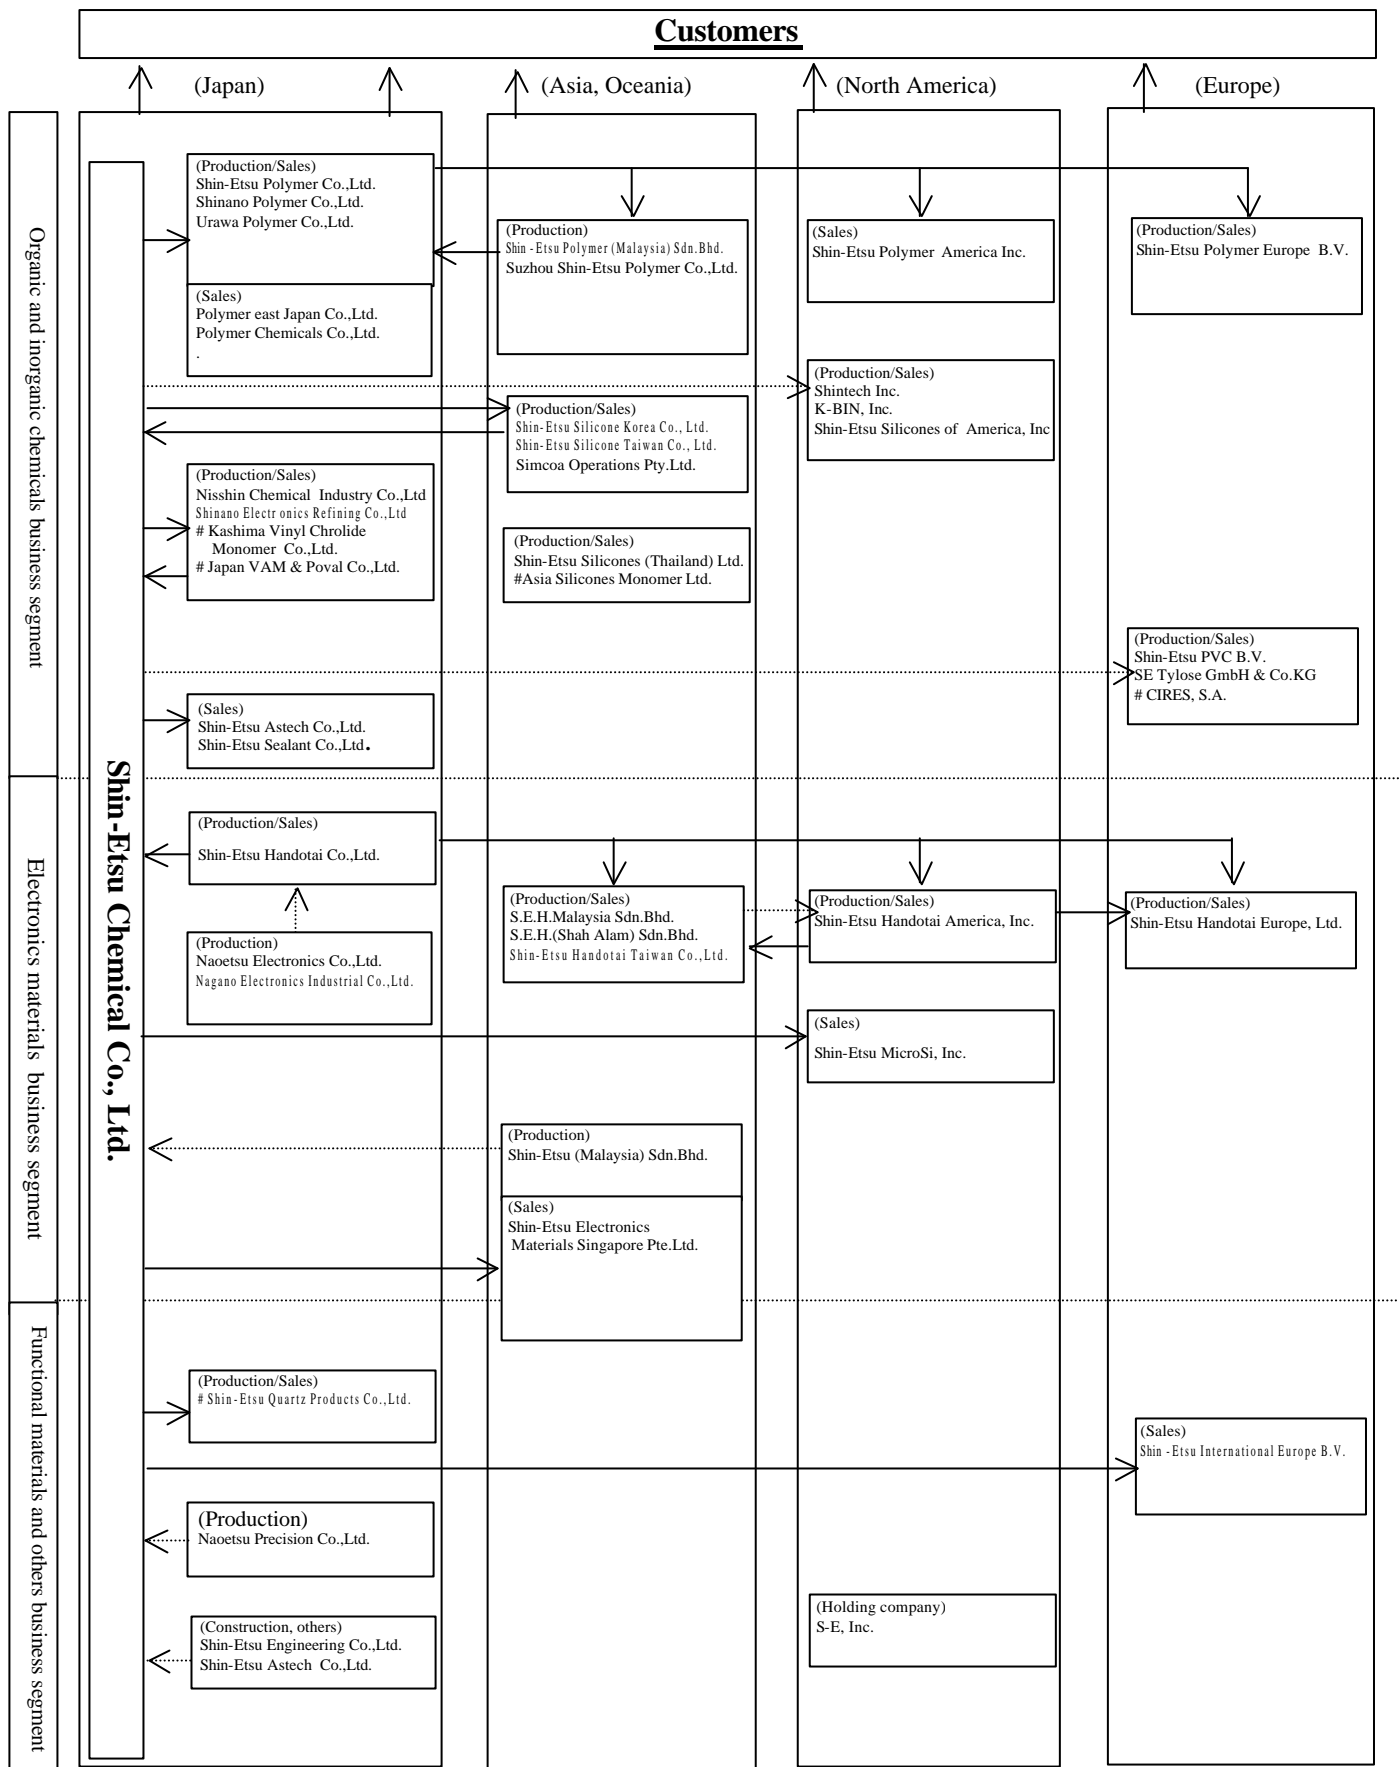 Customers
(Japan)
(Asia, Oceania)
(North America)
(Europe)
Organic and inorganic chemicals business segment
Electronics materials business segment
Functional materials and others business segment
Shin-Etsu Chemical Co., Ltd.
(Production/Sales)
Shin-Etsu Polymer Co.,Ltd.
Shinano Polymer Co.,Ltd.
Urawa Polymer Co.,Ltd.
(Sales)
Polymer east Japan Co.,Ltd.
Polymer Chemicals Co.,Ltd.
.
(Production)
Shin -Etsu Polymer (Malaysia) Sdn.Bhd.
Suzhou Shin-Etsu Polymer Co.,Ltd.
(Sales)
Shin-Etsu Polymer America Inc.
(Production/Sales)
Shin-Etsu Polymer Europe B.V.
(Production/Sales)
Shintech Inc.
K-BIN, Inc.
Shin-Etsu Silicones of America, Inc
(Production/Sales)
Shin-Etsu Silicone Korea Co., Ltd.
Shin-Etsu Silicone Taiwan Co., Ltd.
Simcoa Operations Pty.Ltd.
(Production/Sales)
Nisshin Chemical Industry Co.,Ltd
Shinano Electronics Refining Co.,Ltd
# Kashima Vinyl Chrolide
Monomer Co.,Ltd.
# Japan VAM & Poval Co.,Ltd.
(Production/Sales)
Shin-Etsu Silicones (Thailand) Ltd.
#Asia Silicones Monomer Ltd.
(Production/Sales)
Shin-Etsu PVC B.V.
SE Tylose GmbH & Co.KG
# CIRES, S.A.
(Sales)
Shin-Etsu Astech Co.,Ltd.
Shin-Etsu Sealant Co.,Ltd.
(Production/Sales)
Shin-Etsu Handotai Co.,Ltd.
(Production)
Naoetsu Electronics Co.,Ltd.
Nagano Electronics Industrial Co.,Ltd.
(Production/Sales)
S.E.H.Malaysia Sdn.Bhd.
S.E.H.(Shah Alam) Sdn.Bhd.
Shin-Etsu Handotai Taiwan Co.,Ltd.
(Production/Sales)
Shin-Etsu Handotai America, Inc.
(Production/Sales)
Shin-Etsu Handotai Europe, Ltd.
(Sales)
Shin-Etsu MicroSi, Inc.
(Production)
Shin-Etsu (Malaysia) Sdn.Bhd.
(Sales)
Shin-Etsu Electronics
Materials Singapore Pte.Ltd.
(Production/Sales)
# Shin-Etsu Quartz Products Co.,Ltd.
(Sales)
Shin -Etsu International Europe B.V.
(Production)
Naoetsu Precision Co.,Ltd.
(Construction, others)
Shin-Etsu Engineering Co.,Ltd.
Shin-Etsu Astech Co.,Ltd.
(Holding company)
S-E, Inc.